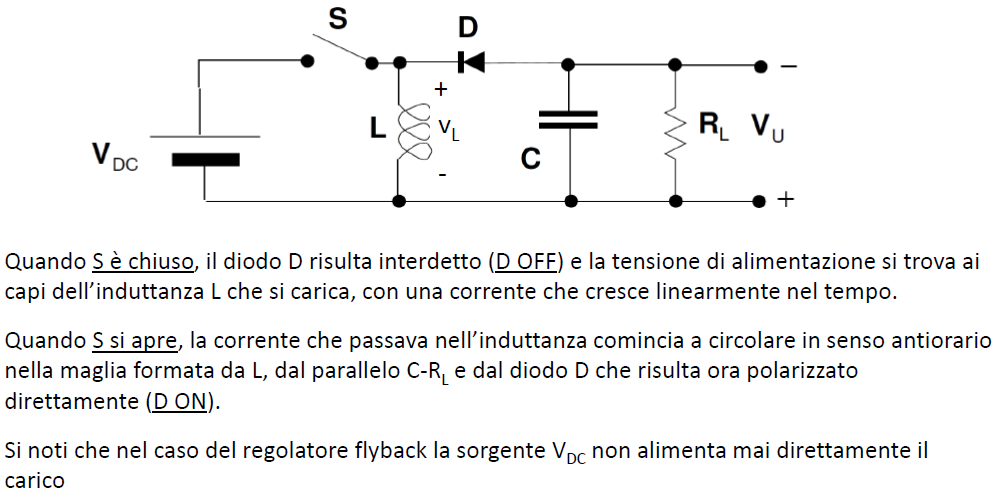 S
D
+
L
V_L
-
C
R_L V_U
–
+
V_DC
Quando S è chiuso, il diodo D risulta interdetto (D OFF) e la tensione di alimentazione si trova ai
capi dell’induttanza L che si carica, con una corrente che cresce linearmente nel tempo.
Quando S si apre, la corrente che passava nell’induttanza comincia a circolare in senso antiorario
nella maglia formata da L, dal parallelo C-R_L e dal diodo D che risulta ora polarizzato
direttamente (D ON).
Si noti che nel caso del regolatore flyback la sorgente V_DC non alimenta mai direttamente il
carico